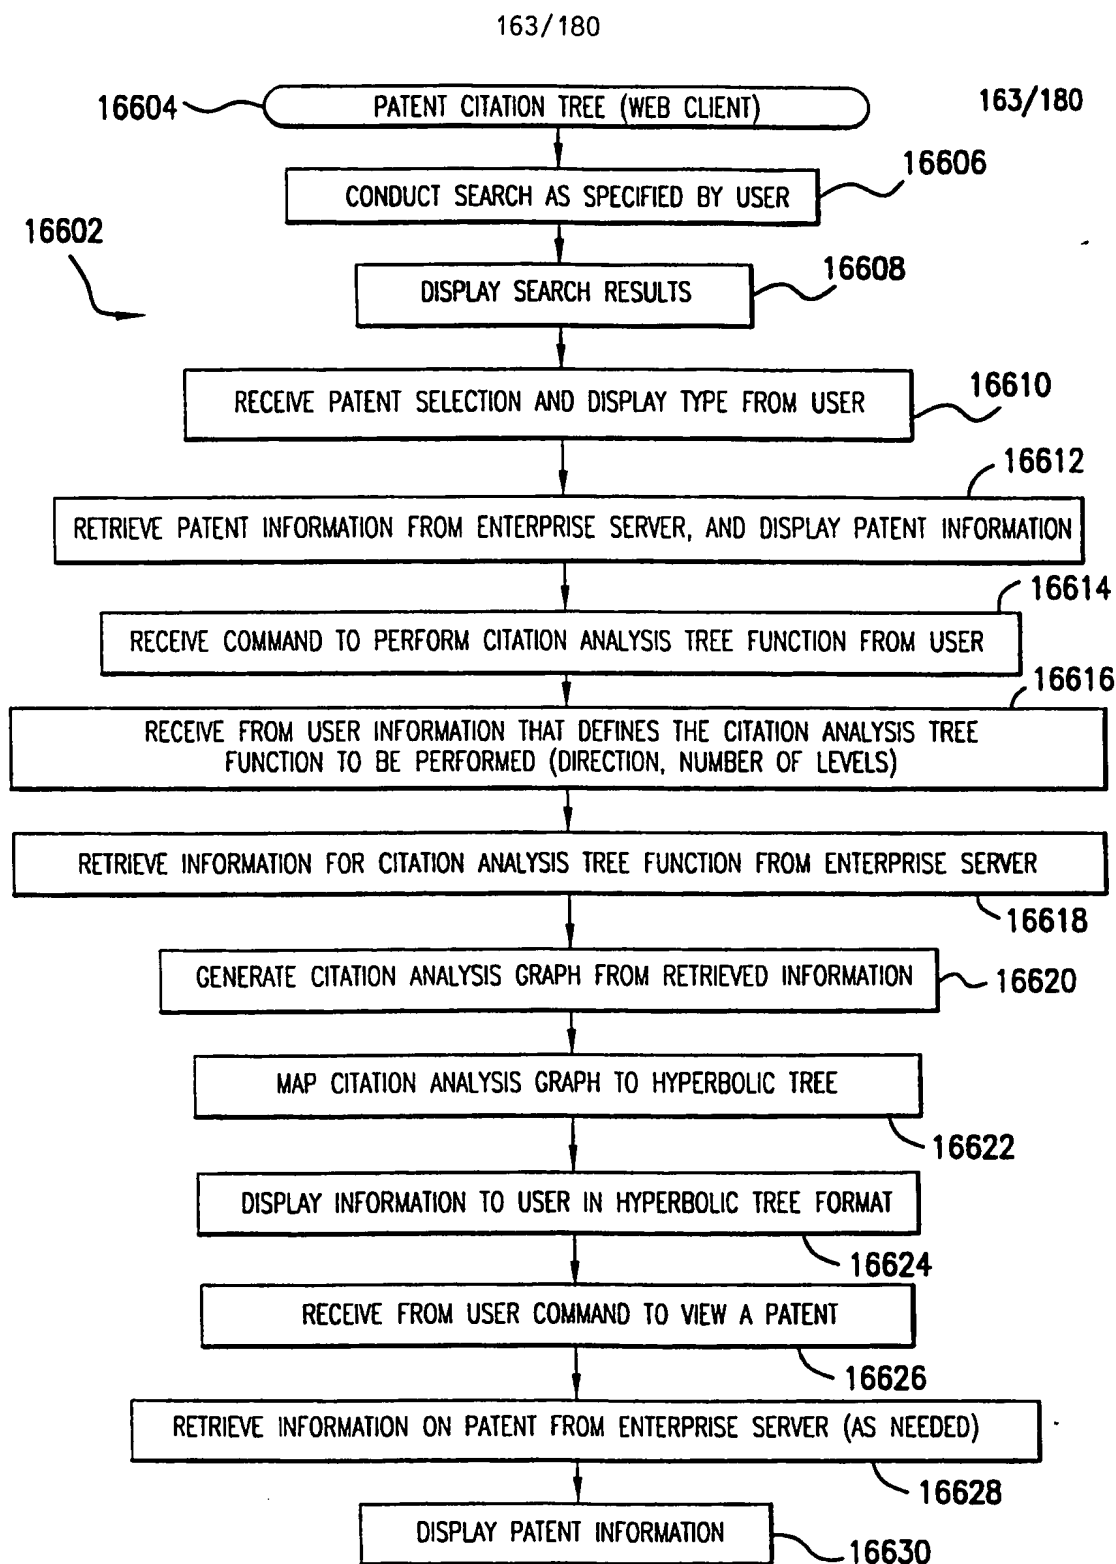 163/180
163/180
16604
PATENT CITATION TREE (WEB CLIENT)
16606
CONDUCT SEARCH AS SPECIFIED BY USER
16602
16608
DISPLAY SEARCH RESULTS
16610
RECEIVE PATENT SELECTION AND DISPLAY TYPE FROM USER
16612
RETRIEVE PATENT INFORMATION FROM ENTERPRISE SERVER, AND DISPLAY PATENT INFORMATION
16614
RECEIVE COMMAND TO PERFORM CITATION ANALYSIS TREE FUNCTION FROM USER
16616
RECEIVE FROM USER INFORMATION THAT DEFINES THE CITATION ANALYSIS TREE
FUNCTION TO BE PERFORMED (DIRECTION, NUMBER OF LEVELS)
RETRIEVE INFORMATION FOR CITATION ANALYSIS TREE FUNCTION FROM ENTERPRISE SERVER
16618
GENERATE CITATION ANALYSIS GRAPH FROM RETRIEVED INFORMATION
16620
MAP CITATION ANALYSIS GRAPH TO HYPERBOLIC TREE
16622
DISPLAY INFORMATION TO USER IN HYPERBOLIC TREE FORMAT
16624
RECEIVE FROM USER COMMAND TO VIEW A PATENT
16626
RETRIEVE INFORMATION ON PATENT FROM ENTERPRISE SERVER (AS NEEDED)
16628
DISPLAY PATENT INFORMATION
16630